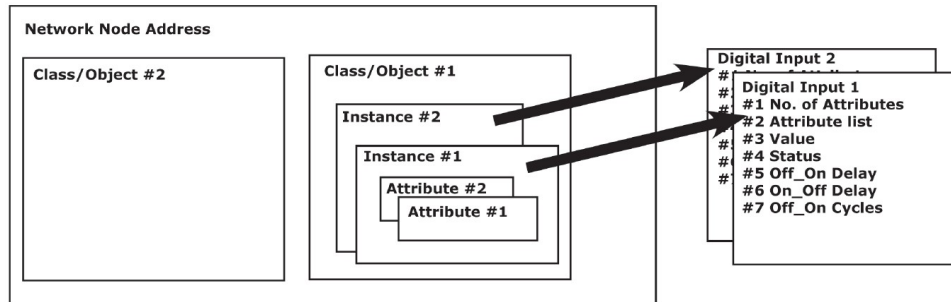 Network Node Address
Class/Object #2
Class/Object #1
Instance #2
Instance #1
Attribute #2
Attribute #1
Digital Input 2
Digital Input 1
#1 No. of Attributes
#2 Attribute list
#3 Value
#4 Status
#5 Off_On Delay
#6 On_Off Delay
#7 Off_On Cycles